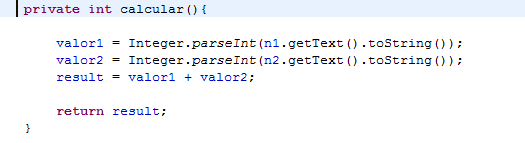 private int calcular(){
valor1 = Integer.parseInt(n1.getText().toString());
valor2 = Integer.parseInt(n2.getText().toString());
result = valor1 + valor2;
return result;
}